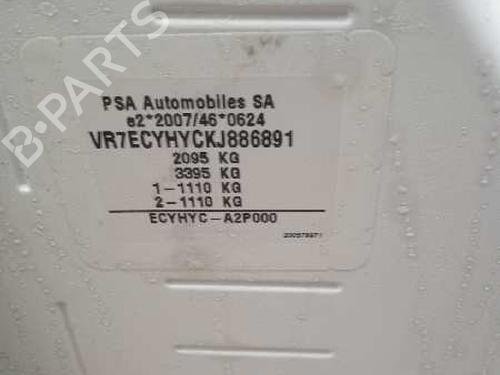 PSA Automobiles SA
e2*2007/46*0624
VR7ECYHYCKJ886891
2095 KG
3395 KG
1-1110 KG
2-1110 KG
ECYHYC-A2P000
B-PARTS